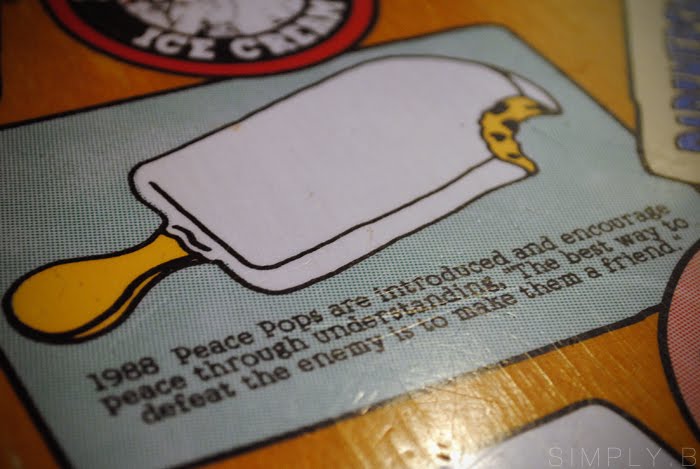 ICE CREAM
1988 Peace Pops are introduced and encourage
peace through understanding. "The best way to
defeat the enemy is to make them a friend."
SIMPLY.B